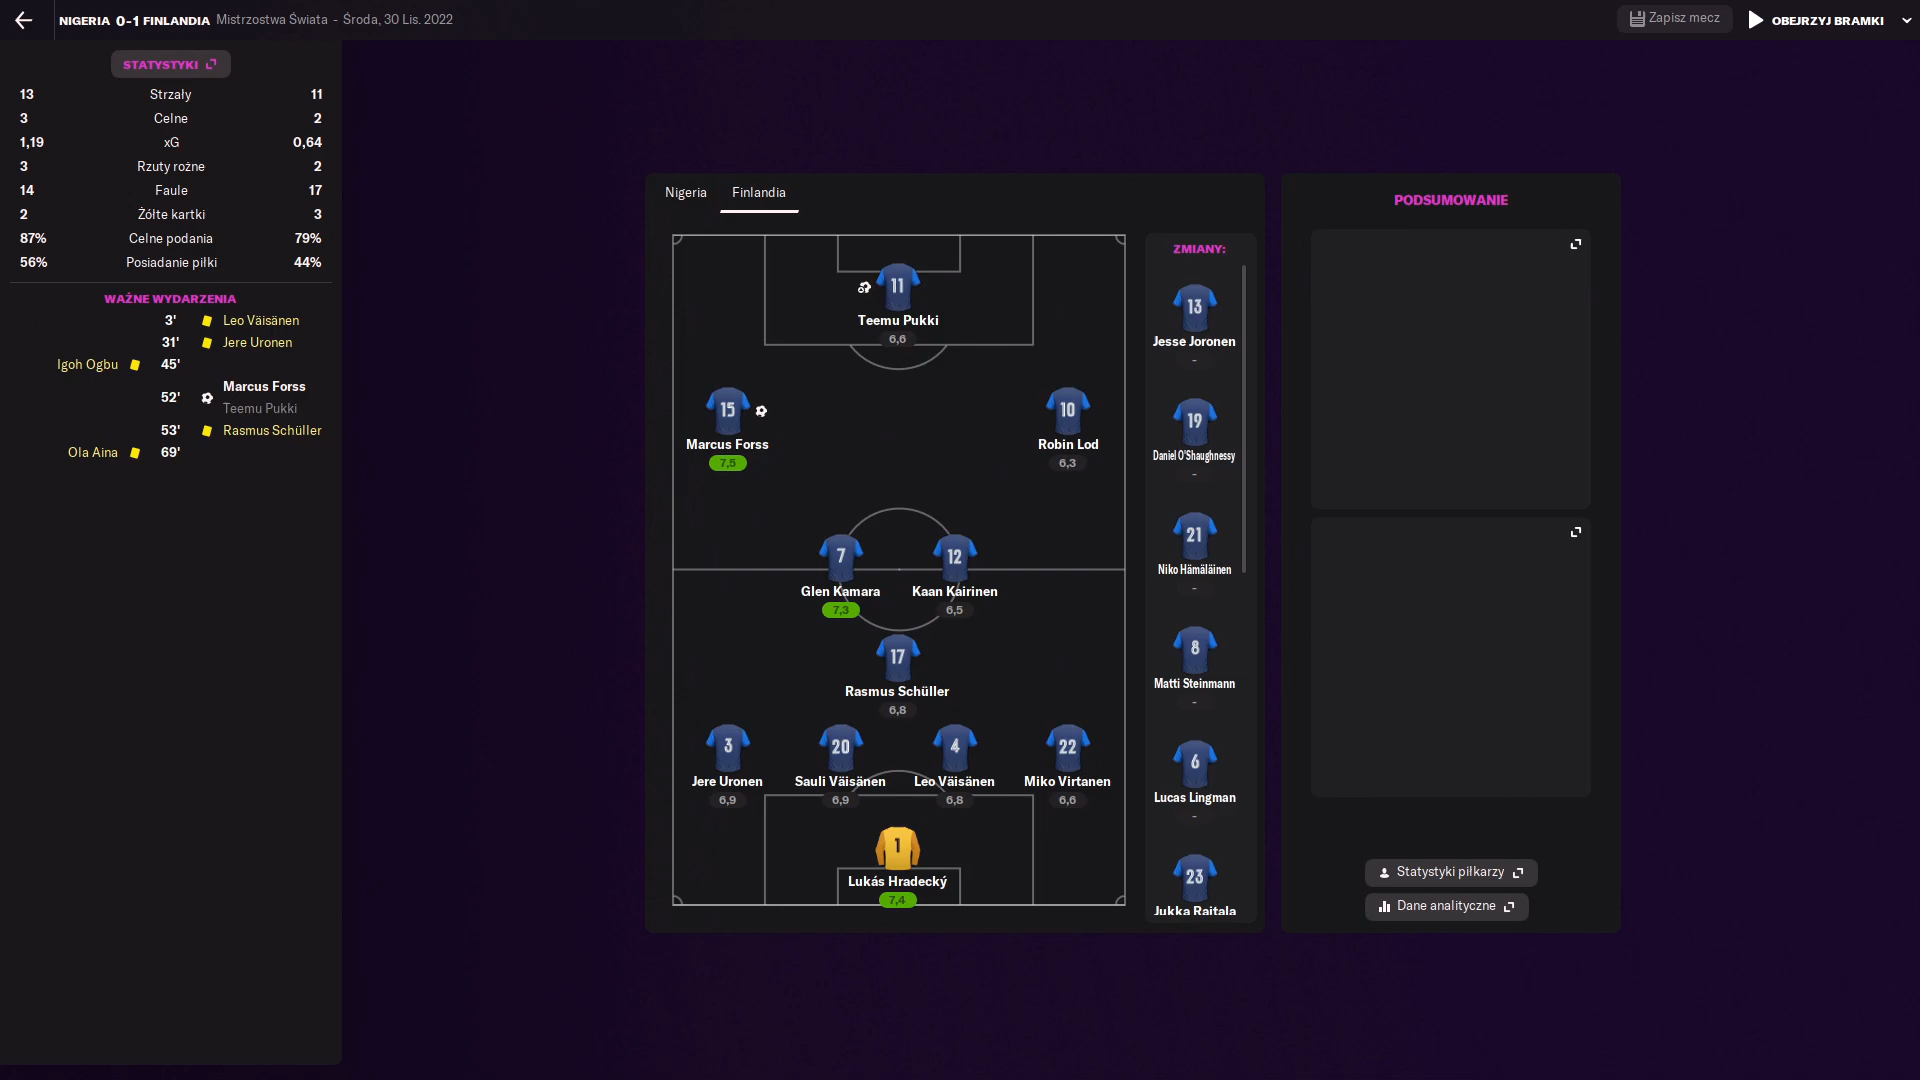 NIGERIA 0-1 FINLANDIA Mistrzostwa Świata - Środa, 30 Lis. 2022
Zapisz mecz
OBEJRZYJ BRAMKI
STATYSTYKI
13 Strzały 11
3 Celne 2
1,19 xG 0,64
3 Rzuty rożne 2
14 Faule 17
2 Żółte kartki 3
87% Celne podania 79%
56% Posiadanie piłki 44%
WAŻNE WYDARZENIA
3' Leo Väisänen
31' Jere Uronen
Igoh Ogbu 45'
52' Marcus Forss
Teemu Pukki
53' Rasmus Schüller
Ola Aina 69'
Nigeria Finlandia
11
Teemu Pukki
6,6
15
Marcus Forss
7,5
10
Robin Lod
6,3
7
Glen Kamara
7,3
12
Kaan Kairinen
6,5
17
Rasmus Schüller
6,8
3
Jere Uronen
6,9
20
Sauli Väisänen
6,9
4
Leo Väisänen
6,8
22
Miko Virtanen
6,6
1
Lukás Hradecký
7,4
ZMIANY:
13
Jesse Joronen
-
19
Daniel O'Shaughnessy
-
21
Niko Hämäläinen
-
8
Matti Steinmann
-
6
Lucas Lingman
-
23
Jukka Raitala
PODSUMOWANIE
Statystyki piłkarzy
Dane analityczne